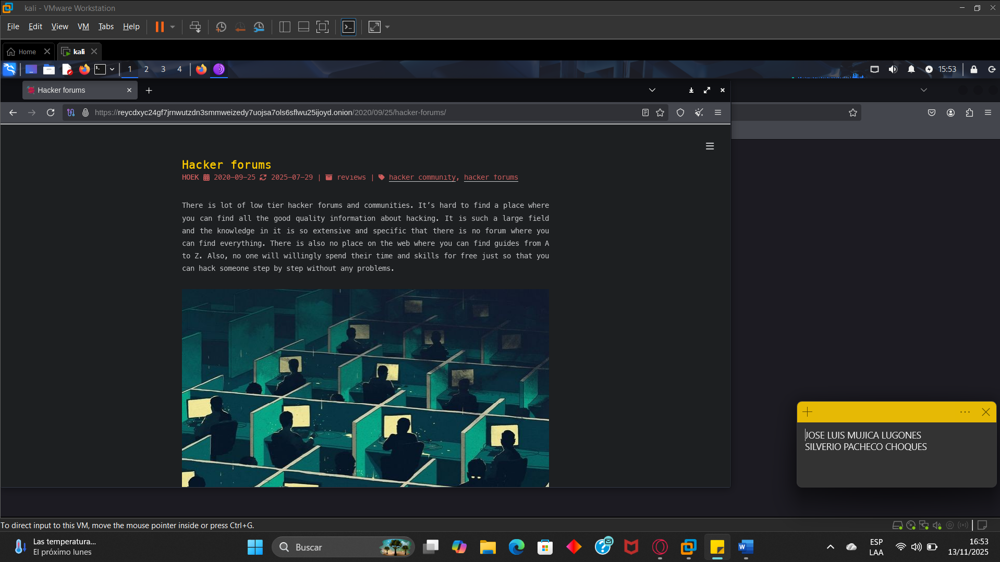 kali - VMware Workstation
File Edit View VM Tabs Help
Home
kali
1 2 3 4
15:53
Hacker forums
https://reycdxyc24gf7jrnwutzdn3smmweizedy7uojsa7ols6sflwu25ijoyd.onion/2020/09/25/hacker-forums/
Hacker forums
HOEK 2020-09-25 2025-07-29 | reviews | hacker community, hacker forums
There is lot of low tier hacker forums and communities. It’s hard to find a place where
you can find all the good quality information about hacking. It is such a large field
and the knowledge in it is so extensive and specific that there is no forum where you
can find everything. There is also no place on the web where you can find guides from A
to Z. Also, no one will willingly spend their time and skills for free just so that you
can hack someone step by step without any problems.
JOSE LUIS MUJICA LUGONES
SILVERIO PACHECO CHOQUES
To direct input to this VM, move the mouse pointer inside or press Ctrl+G.
Las temperatura...
El próximo lunes
Buscar
ESP
LAA
16:53
13/11/2025